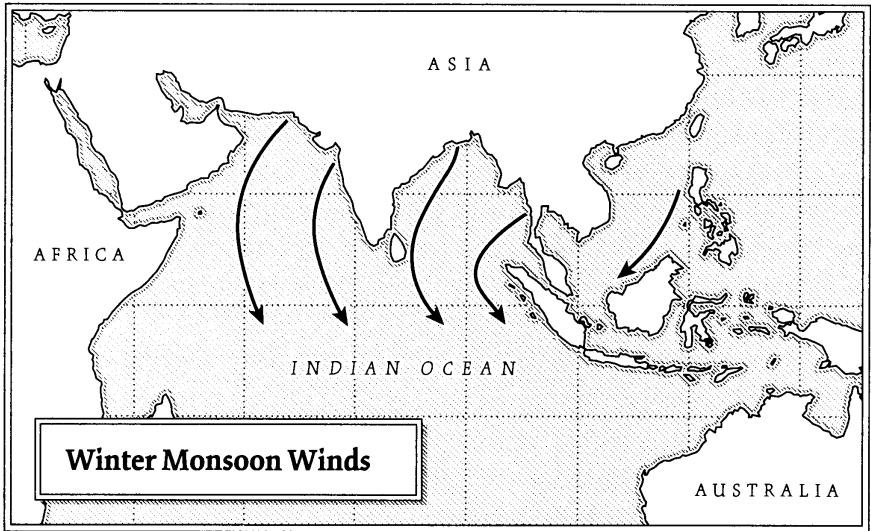 ASIA
AFRICA
INDIAN OCEAN
Winter Monsoon Winds
AUSTRALIA